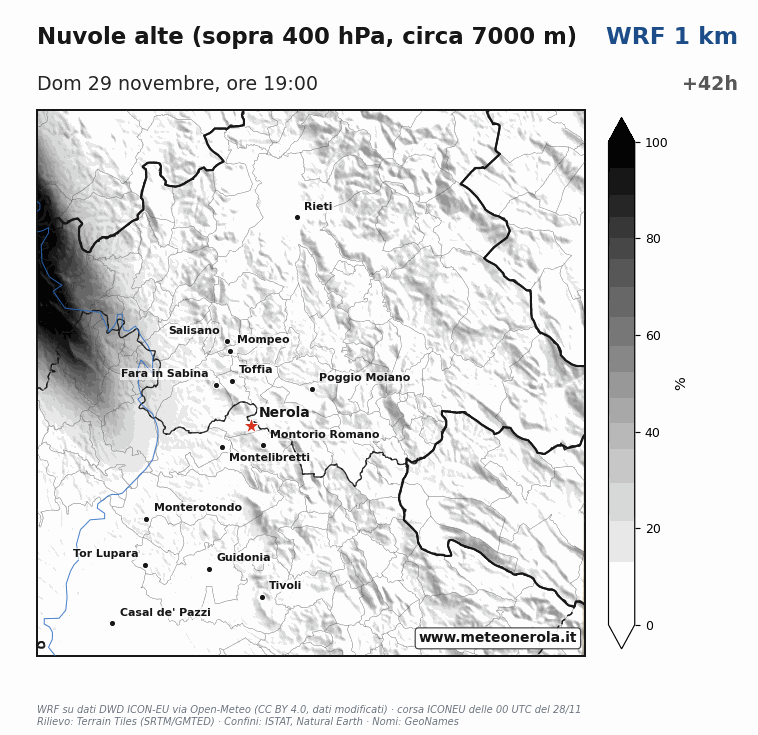 Nuvole alte (sopra 400 hPa, circa 7000 m) WRF 1 km
Dom 29 novembre, ore 19:00 +42h
100
80
60
40
20
0
%
Rieti
Salisano
Mompeo
Toffia
Fara in Sabina
Poggio Moiano
Nerola
Montorio Romano
Montelibretti
Monterotondo
Tor Lupara
Guidonia
Tivoli
Casal de' Pazzi
www.meteonerola.it
WRF su dati DWD ICON-EU via Open-Meteo (CC BY 4.0, dati modificati) · corsa ICONEU delle 00 UTC del 28/11
Rilievo: Terrain Tiles (SRTM/GMTED) · Confini: ISTAT, Natural Earth · Nomi: GeoNames